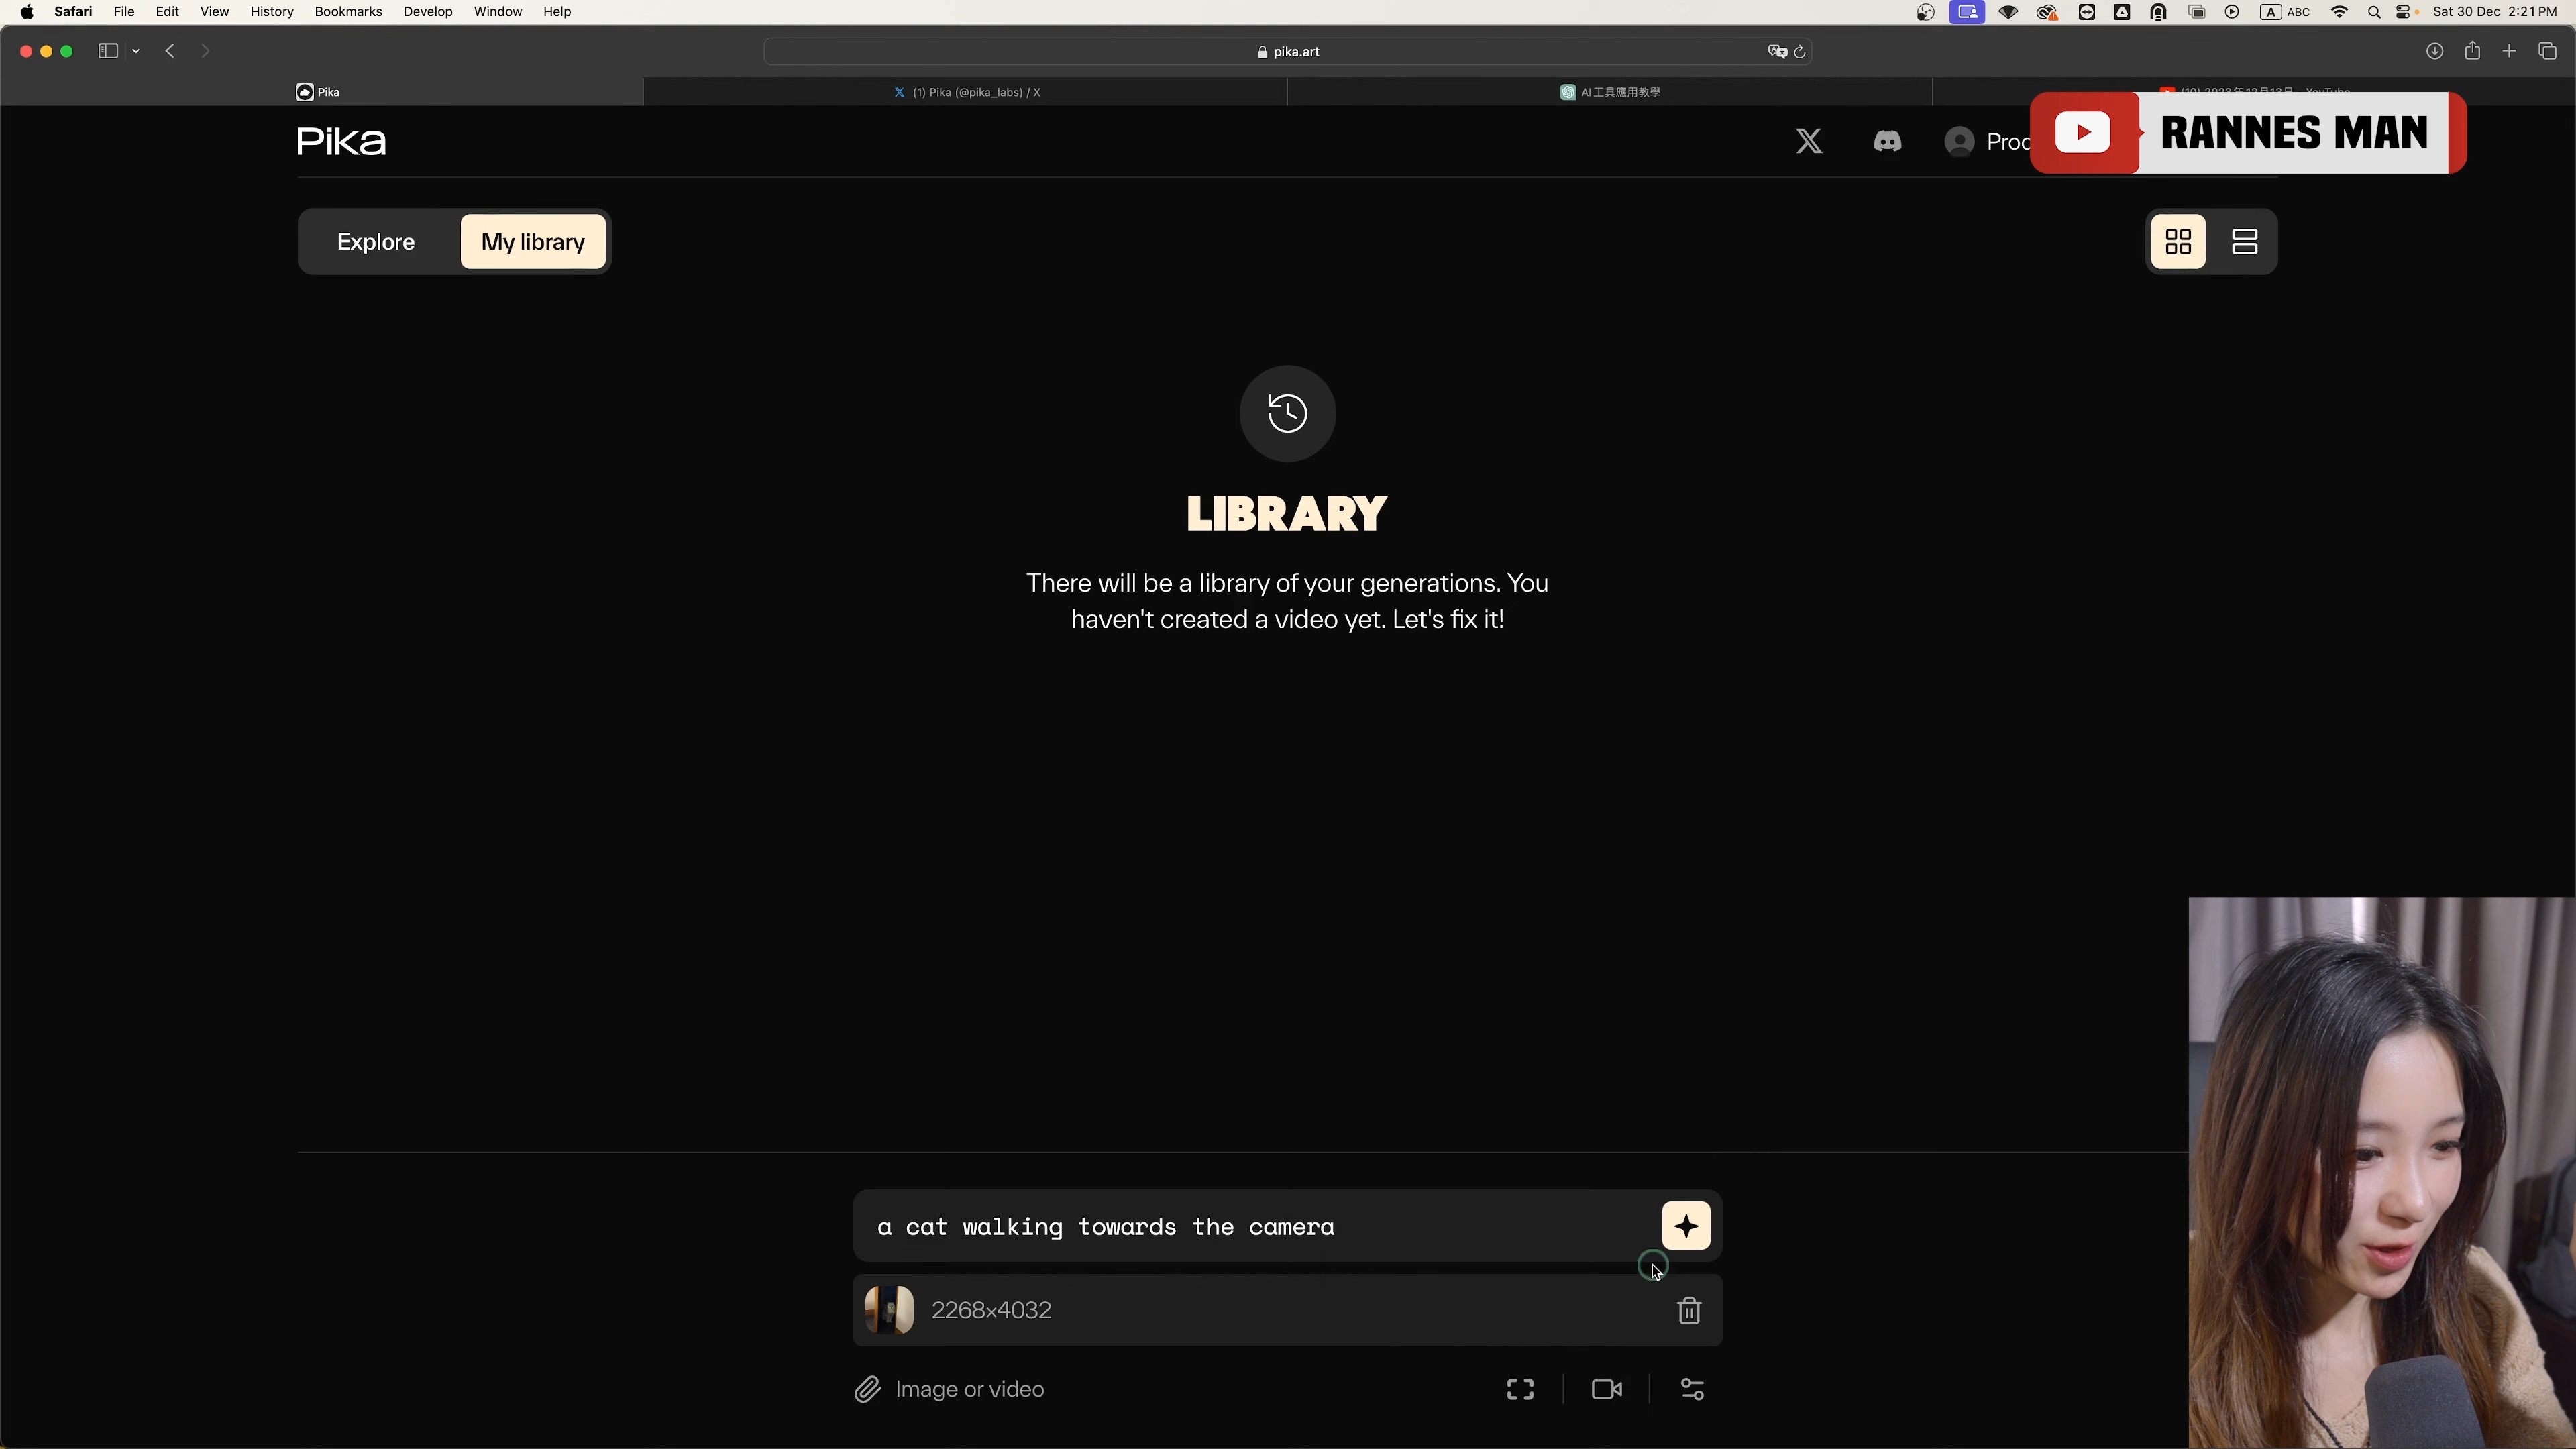 Safari File Edit View History Bookmarks Develop Window Help
A ABC Sat 30 Dec 2:21 PM
pika.art
Pika
(1) Pika (@pika_labs) / X
AI工具應用教學
Pika
RANNES MAN
Explore
My library
LIBRARY
There will be a library of your generations. You
haven't created a video yet. Let's fix it!
a cat walking towards the camera
2268×4032
Image or video